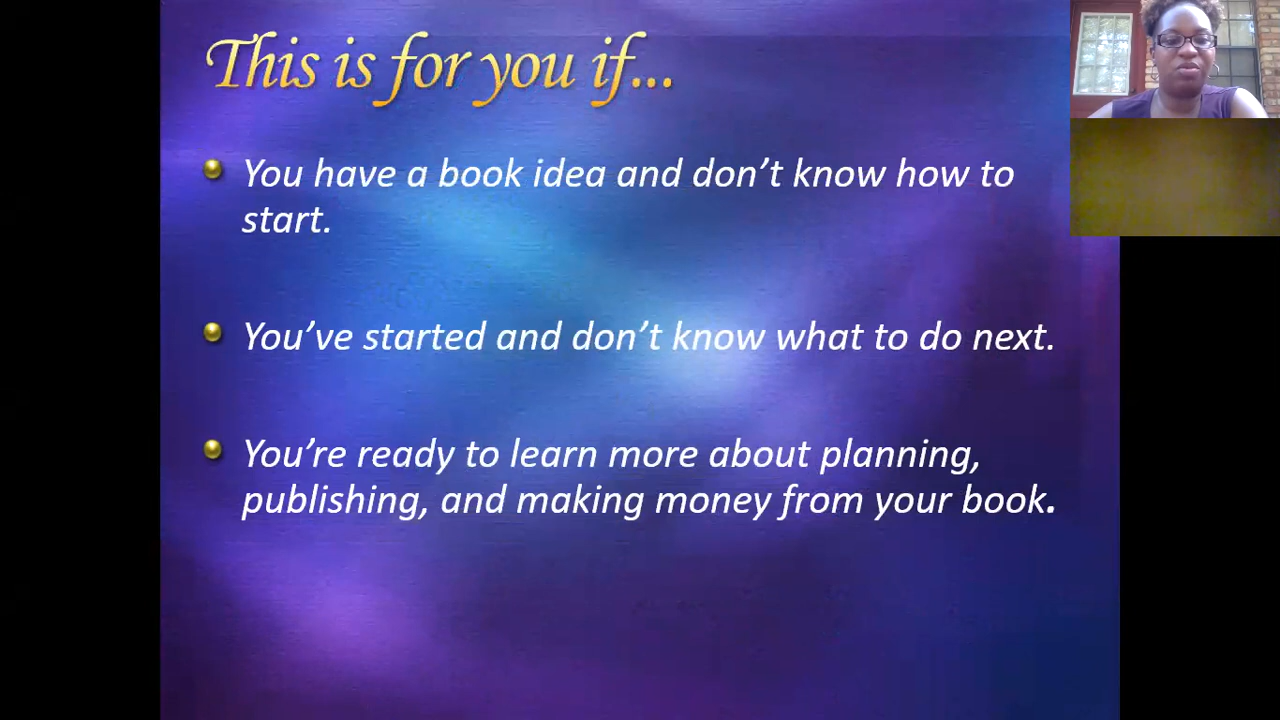 This is for you if...
You have a book idea and don’t know how to
start.
You’ve started and don’t know what to do next.
You’re ready to learn more about planning,
publishing, and making money from your book.